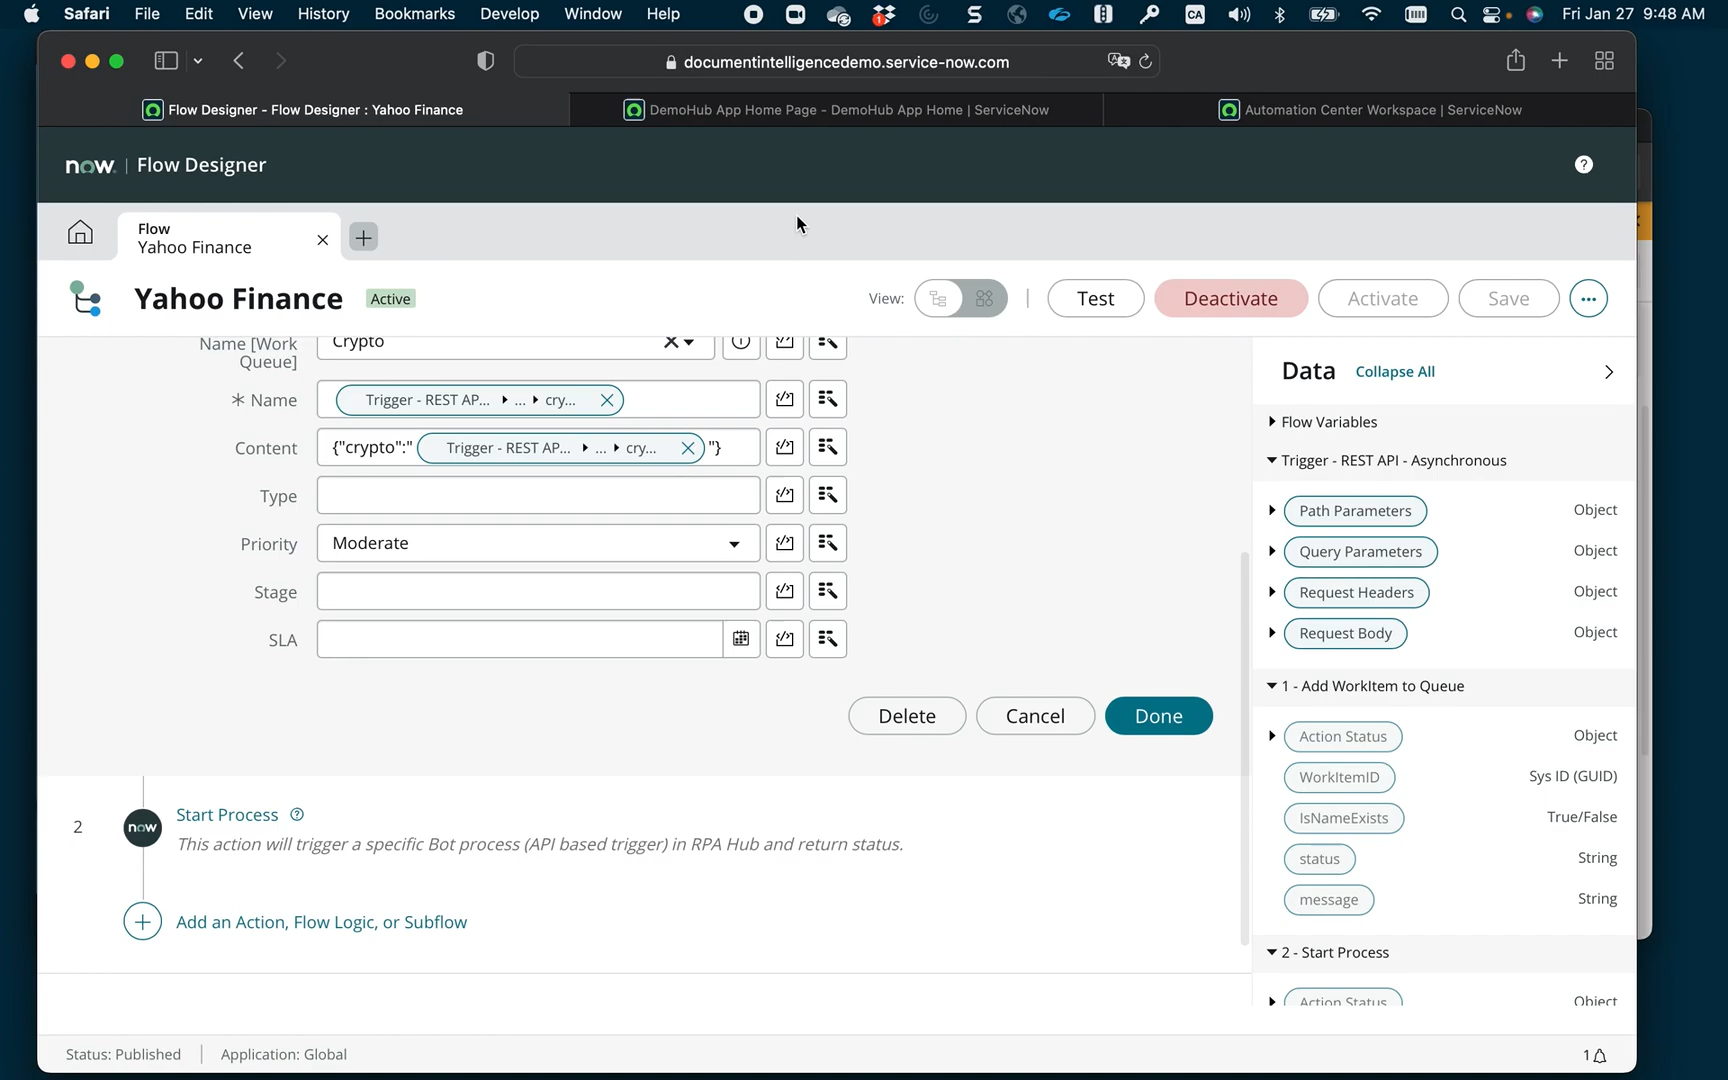 Safari File Edit View History Bookmarks Develop Window Help 1 S CA Fri Jan 27 9:48 AM
documentintelligencedemo.service-now.com
Flow Designer - Flow Designer : Yahoo Finance
DemoHub App Home Page - DemoHub App Home | ServiceNow
Automation Center Workspace | ServiceNow
now. | Flow Designer ?
Flow
Yahoo Finance
Yahoo Finance Active
View: Test Deactivate Activate Save ...
Name [Work
Queue]
Crypto
* Name Trigger - REST AP... ▸ ... ▸ cry...
Content {"crypto":" Trigger - REST AP... ▸ ... ▸ cry... "}
Type
Priority Moderate
Stage
SLA
Delete Cancel Done
2 now Start Process ?
This action will trigger a specific Bot process (API based trigger) in RPA Hub and return status.
+ Add an Action, Flow Logic, or Subflow
Data Collapse All
Flow Variables
Trigger - REST API - Asynchronous
Path Parameters Object
Query Parameters Object
Request Headers Object
Request Body Object
1 - Add WorkItem to Queue
Action Status Object
WorkItemID Sys ID (GUID)
IsNameExists True/False
status String
message String
2 - Start Process
Action Status Object
Status: Published | Application: Global 1